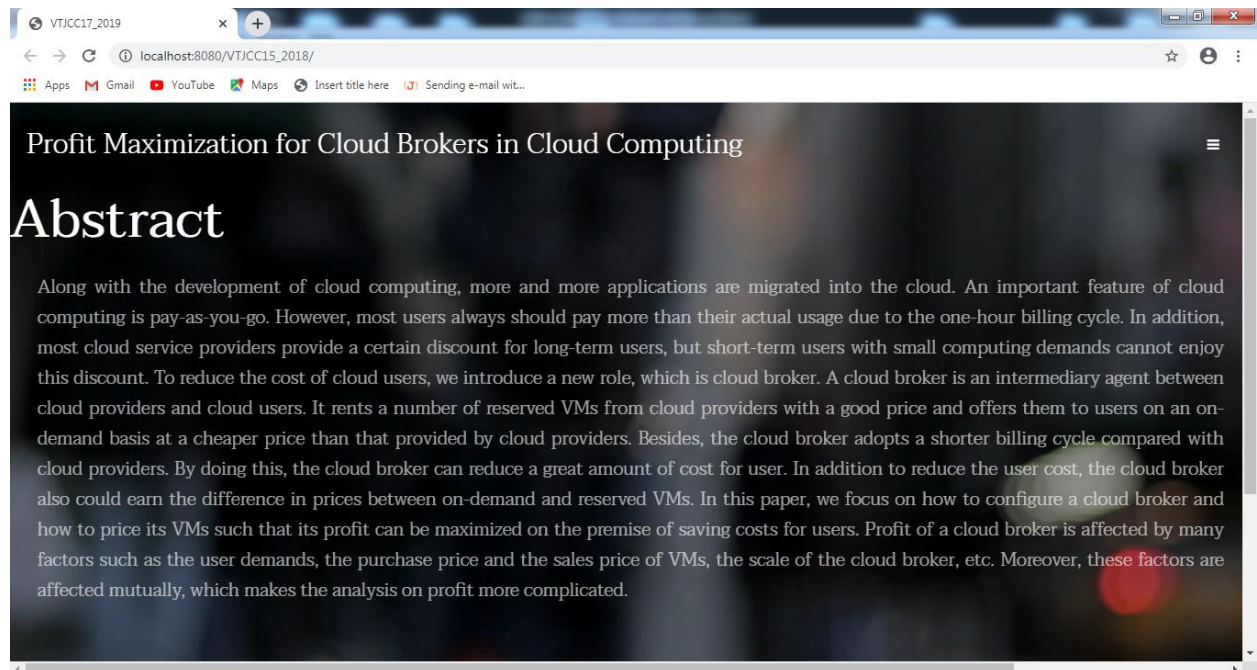 VTJCC17_2019
localhost:8080/VTJCC15_2018/
Apps Gmail YouTube Maps Insert title here Sending e-mail wit...
Profit Maximization for Cloud Brokers in Cloud Computing
Abstract
Along with the development of cloud computing, more and more applications are migrated into the cloud. An important feature of cloud
computing is pay-as-you-go. However, most users always should pay more than their actual usage due to the one-hour billing cycle. In addition,
most cloud service providers provide a certain discount for long-term users, but short-term users with small computing demands cannot enjoy
this discount. To reduce the cost of cloud users, we introduce a new role, which is cloud broker. A cloud broker is an intermediary agent between
cloud providers and cloud users. It rents a number of reserved VMs from cloud providers with a good price and offers them to users on an on-
demand basis at a cheaper price than that provided by cloud providers. Besides, the cloud broker adopts a shorter billing cycle compared with
cloud providers. By doing this, the cloud broker can reduce a great amount of cost for user. In addition to reduce the user cost, the cloud broker
also could earn the difference in prices between on-demand and reserved VMs. In this paper, we focus on how to configure a cloud broker and
how to price its VMs such that its profit can be maximized on the premise of saving costs for users. Profit of a cloud broker is affected by many
factors such as the user demands, the purchase price and the sales price of VMs, the scale of the cloud broker, etc. Moreover, these factors are
affected mutually, which makes the analysis on profit more complicated.